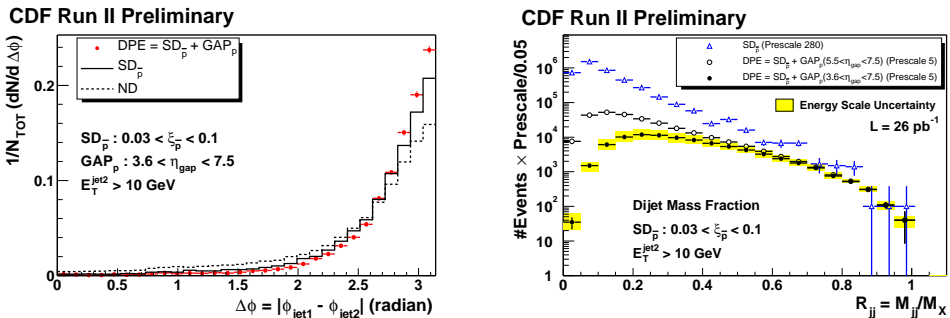 CDF Run II Preliminary
1/N_TOT (dN/d Δϕ)
0.2
0.1
0
DPE = SD_p̅ + GAP_p
SD_p̅
ND
SD_p̅ : 0.03 < ξ_p̅ < 0.1
GAP_p : 3.6 < η_gap < 7.5
E_T^jet2 > 10 GeV
0 0.5 1 1.5 2 2.5 3
Δϕ = |ϕ_jet1 - ϕ_jet2| (radian)
CDF Run II Preliminary
#Events × Prescale/0.05
10^6
10^5
10^4
10^3
10^2
10
1
SD_p̅ (Prescale 280)
DPE = SD_p̅ + GAP_p(5.5<η_gap<7.5) (Prescale 5)
DPE = SD_p̅ + GAP_p(3.6<η_gap<7.5) (Prescale 5)
Energy Scale Uncertainty
L = 26 pb^-1
Dijet Mass Fraction
SD_p̅ : 0.03 < ξ_p̅ < 0.1
E_T^jet2 > 10 GeV
0 0.2 0.4 0.6 0.8 1
R_jj = M_jj/M_X